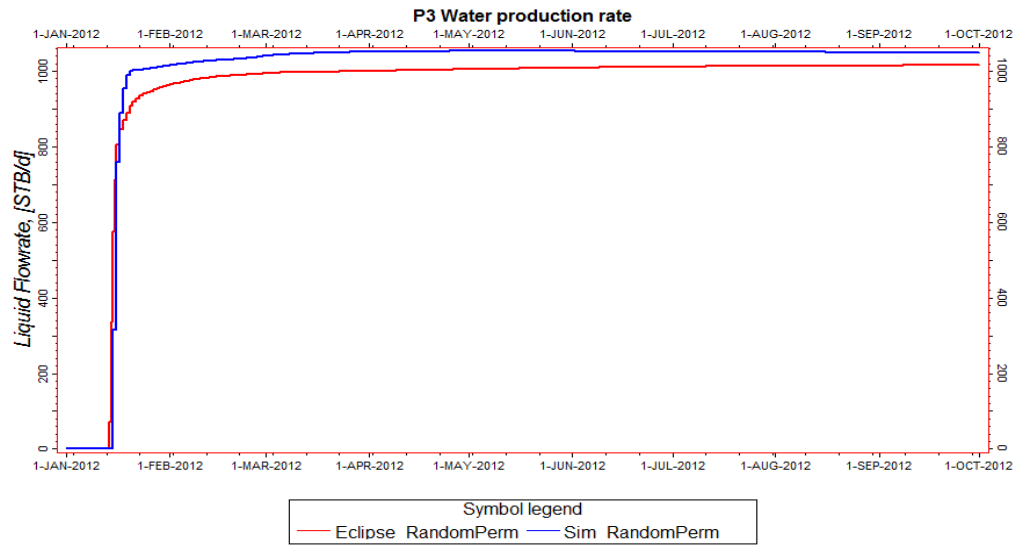 P3 Water production rate
1-JAN-2012 1-FEB-2012 1-MAR-2012 1-APR-2012 1-MAY-2012 1-JUN-2012 1-JUL-2012 1-AUG-2012 1-SEP-2012 1-OCT-2012
Liquid Flowrate, [STB/d]
1000 1000
800 800
600 600
400 400
200 200
0 0
1-JAN-2012 1-FEB-2012 1-MAR-2012 1-APR-2012 1-MAY-2012 1-JUN-2012 1-JUL-2012 1-AUG-2012 1-SEP-2012 1-OCT-2012
Symbol legend
Eclipse_RandomPerm Sim_RandomPerm